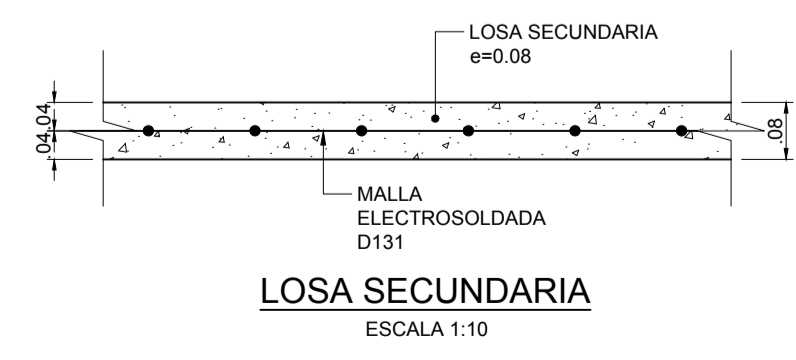 LOSA SECUNDARIA
e=0.08
.04
.04
.08
MALLA
ELECTROSOLDADA
D131
LOSA SECUNDARIA
ESCALA 1:10